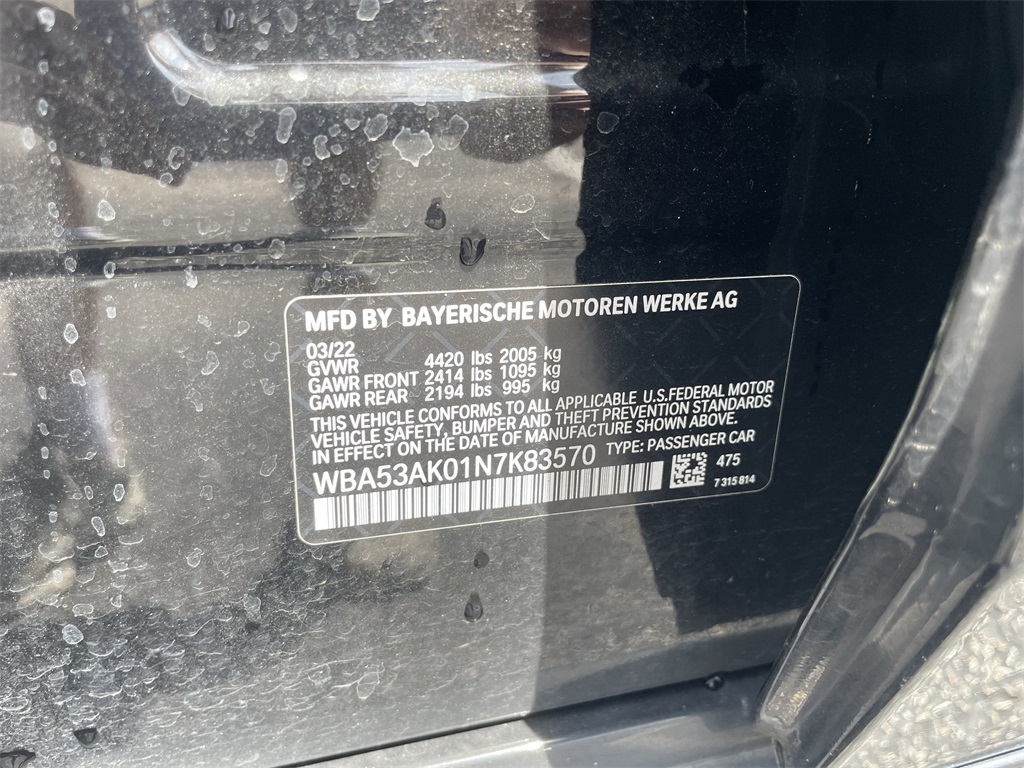 MFD BY BAYERISCHE MOTOREN WERKE AG
03/22
GVWR 4420 lbs 2005 kg
GAWR FRONT 2414 lbs 1095 kg
GAWR REAR 2194 lbs 995 kg
THIS VEHICLE CONFORMS TO ALL APPLICABLE U.S.FEDERAL MOTOR
VEHICLE SAFETY, BUMPER AND THEFT PREVENTION STANDARDS
IN EFFECT ON THE DATE OF MANUFACTURE SHOWN ABOVE.
WBA53AK01N7K83570 TYPE: PASSENGER CAR
475
7 315 814